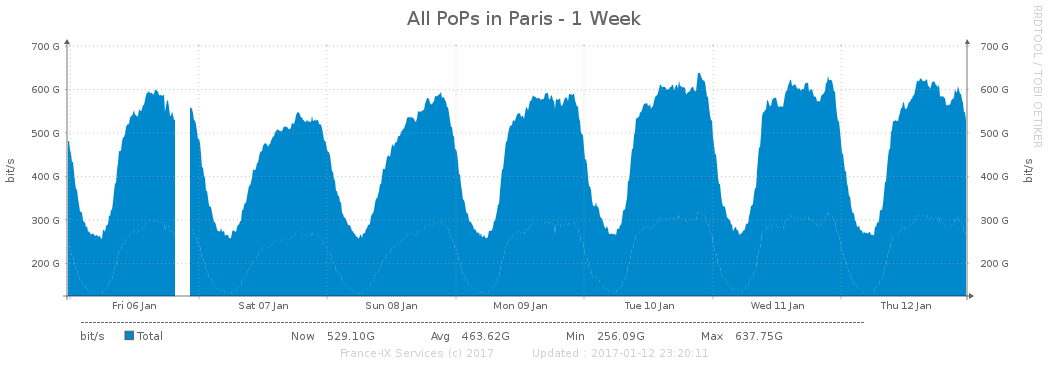 All PoPs in Paris - 1 Week
RRDTOOL / TOBI OETIKER
700 G 700 G
600 G 600 G
500 G 500 G
400 G 400 G
300 G 300 G
200 G 200 G
bit/s bit/s
Fri 06 Jan Sat 07 Jan Sun 08 Jan Mon 09 Jan Tue 10 Jan Wed 11 Jan Thu 12 Jan
bit/s Total Now 529.10G Avg 463.62G Min 256.09G Max 637.75G
France-IX Services (c) 2017 Updated : 2017-01-12 23:20:11